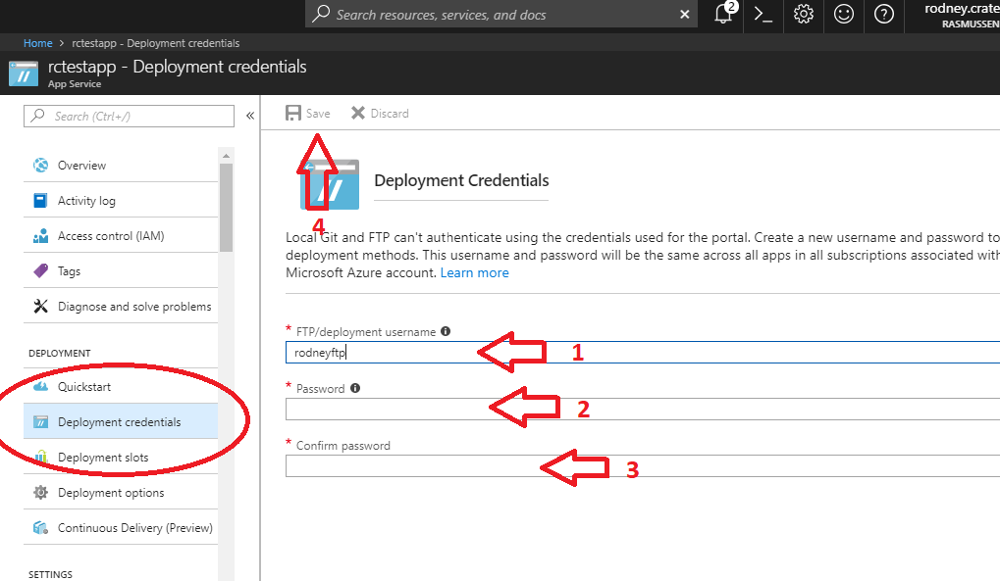 Search resources, services, and docs
2
rodney.crate
RASMUSSEN
Home > rctestapp - Deployment credentials
rctestapp - Deployment credentials
App Service
Search (Ctrl+/)
Overview
Activity log
Access control (IAM)
Tags
Diagnose and solve problems
DEPLOYMENT
Quickstart
Deployment credentials
Deployment slots
Deployment options
Continuous Delivery (Preview)
SETTINGS
Save
Discard
4
Deployment Credentials
Local Git and FTP can't authenticate using the credentials used for the portal. Create a new username and password to
deployment methods. This username and password will be the same across all apps in all subscriptions associated with
Microsoft Azure account. Learn more
* FTP/deployment username
rodneyftp
1
* Password
2
* Confirm password
3